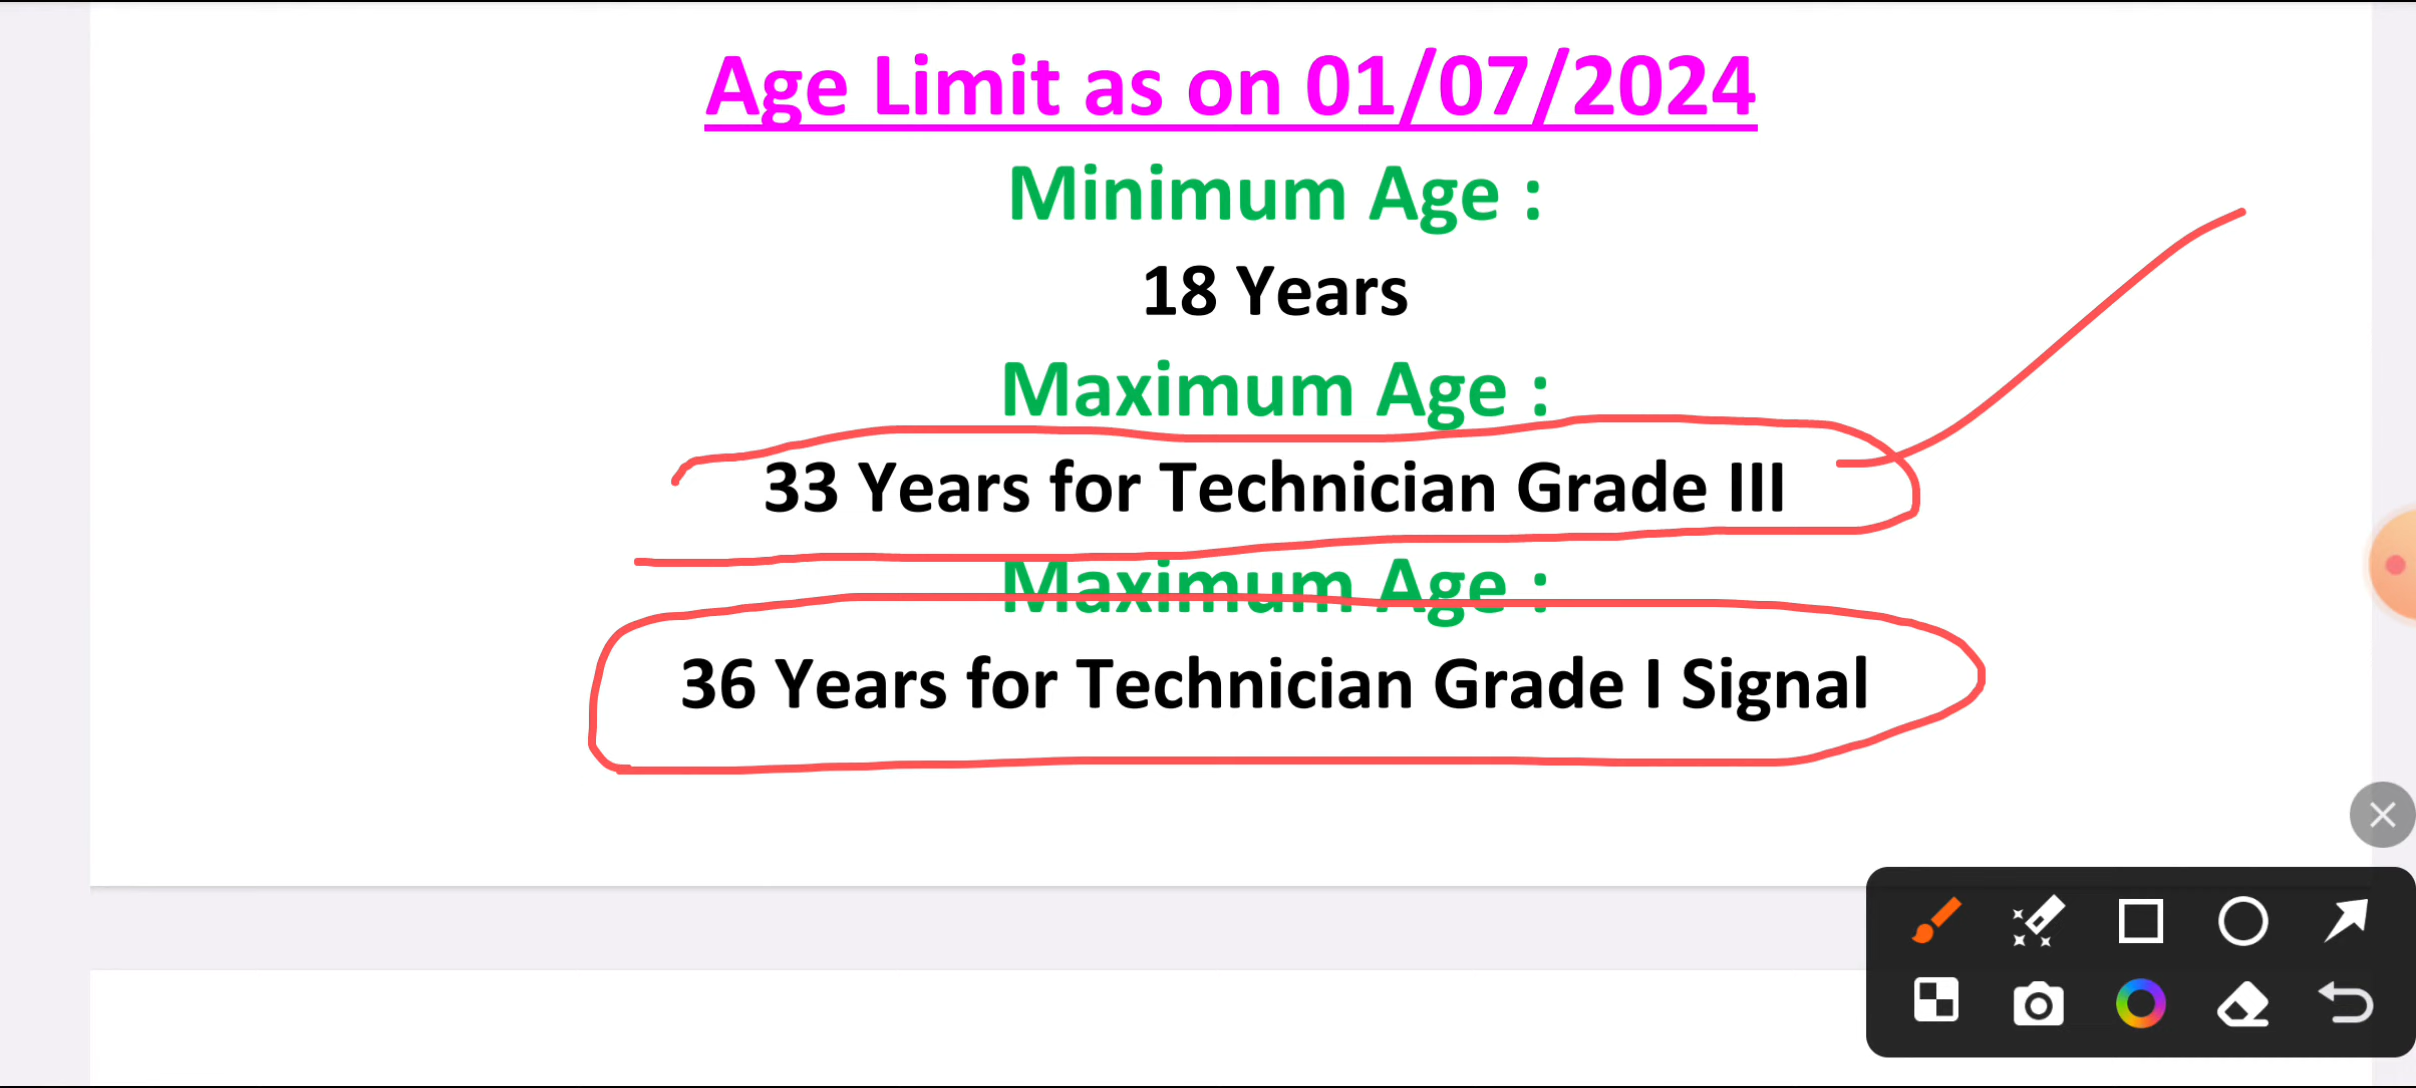 Age Limit as on 01/07/2024
Minimum Age :
18 Years
Maximum Age :
33 Years for Technician Grade III
Maximum Age :
36 Years for Technician Grade I Signal